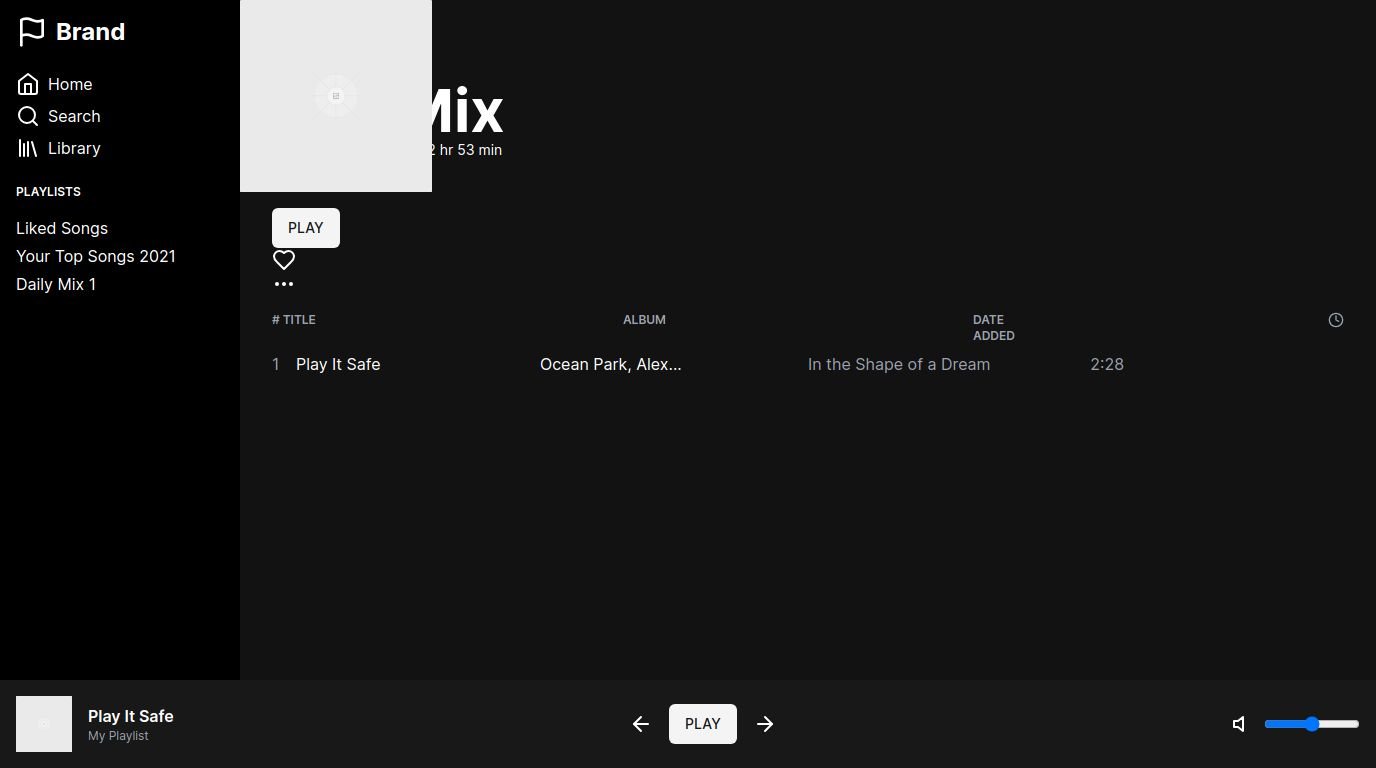 Brand
Home
Search
Library
PLAYLISTS
Liked Songs
Your Top Songs 2021
Daily Mix 1
Mix
2 hr 53 min
PLAY
# TITLE ALBUM DATE ADDED
1 Play It Safe Ocean Park, Alex... In the Shape of a Dream 2:28
Play It Safe
My Playlist
PLAY